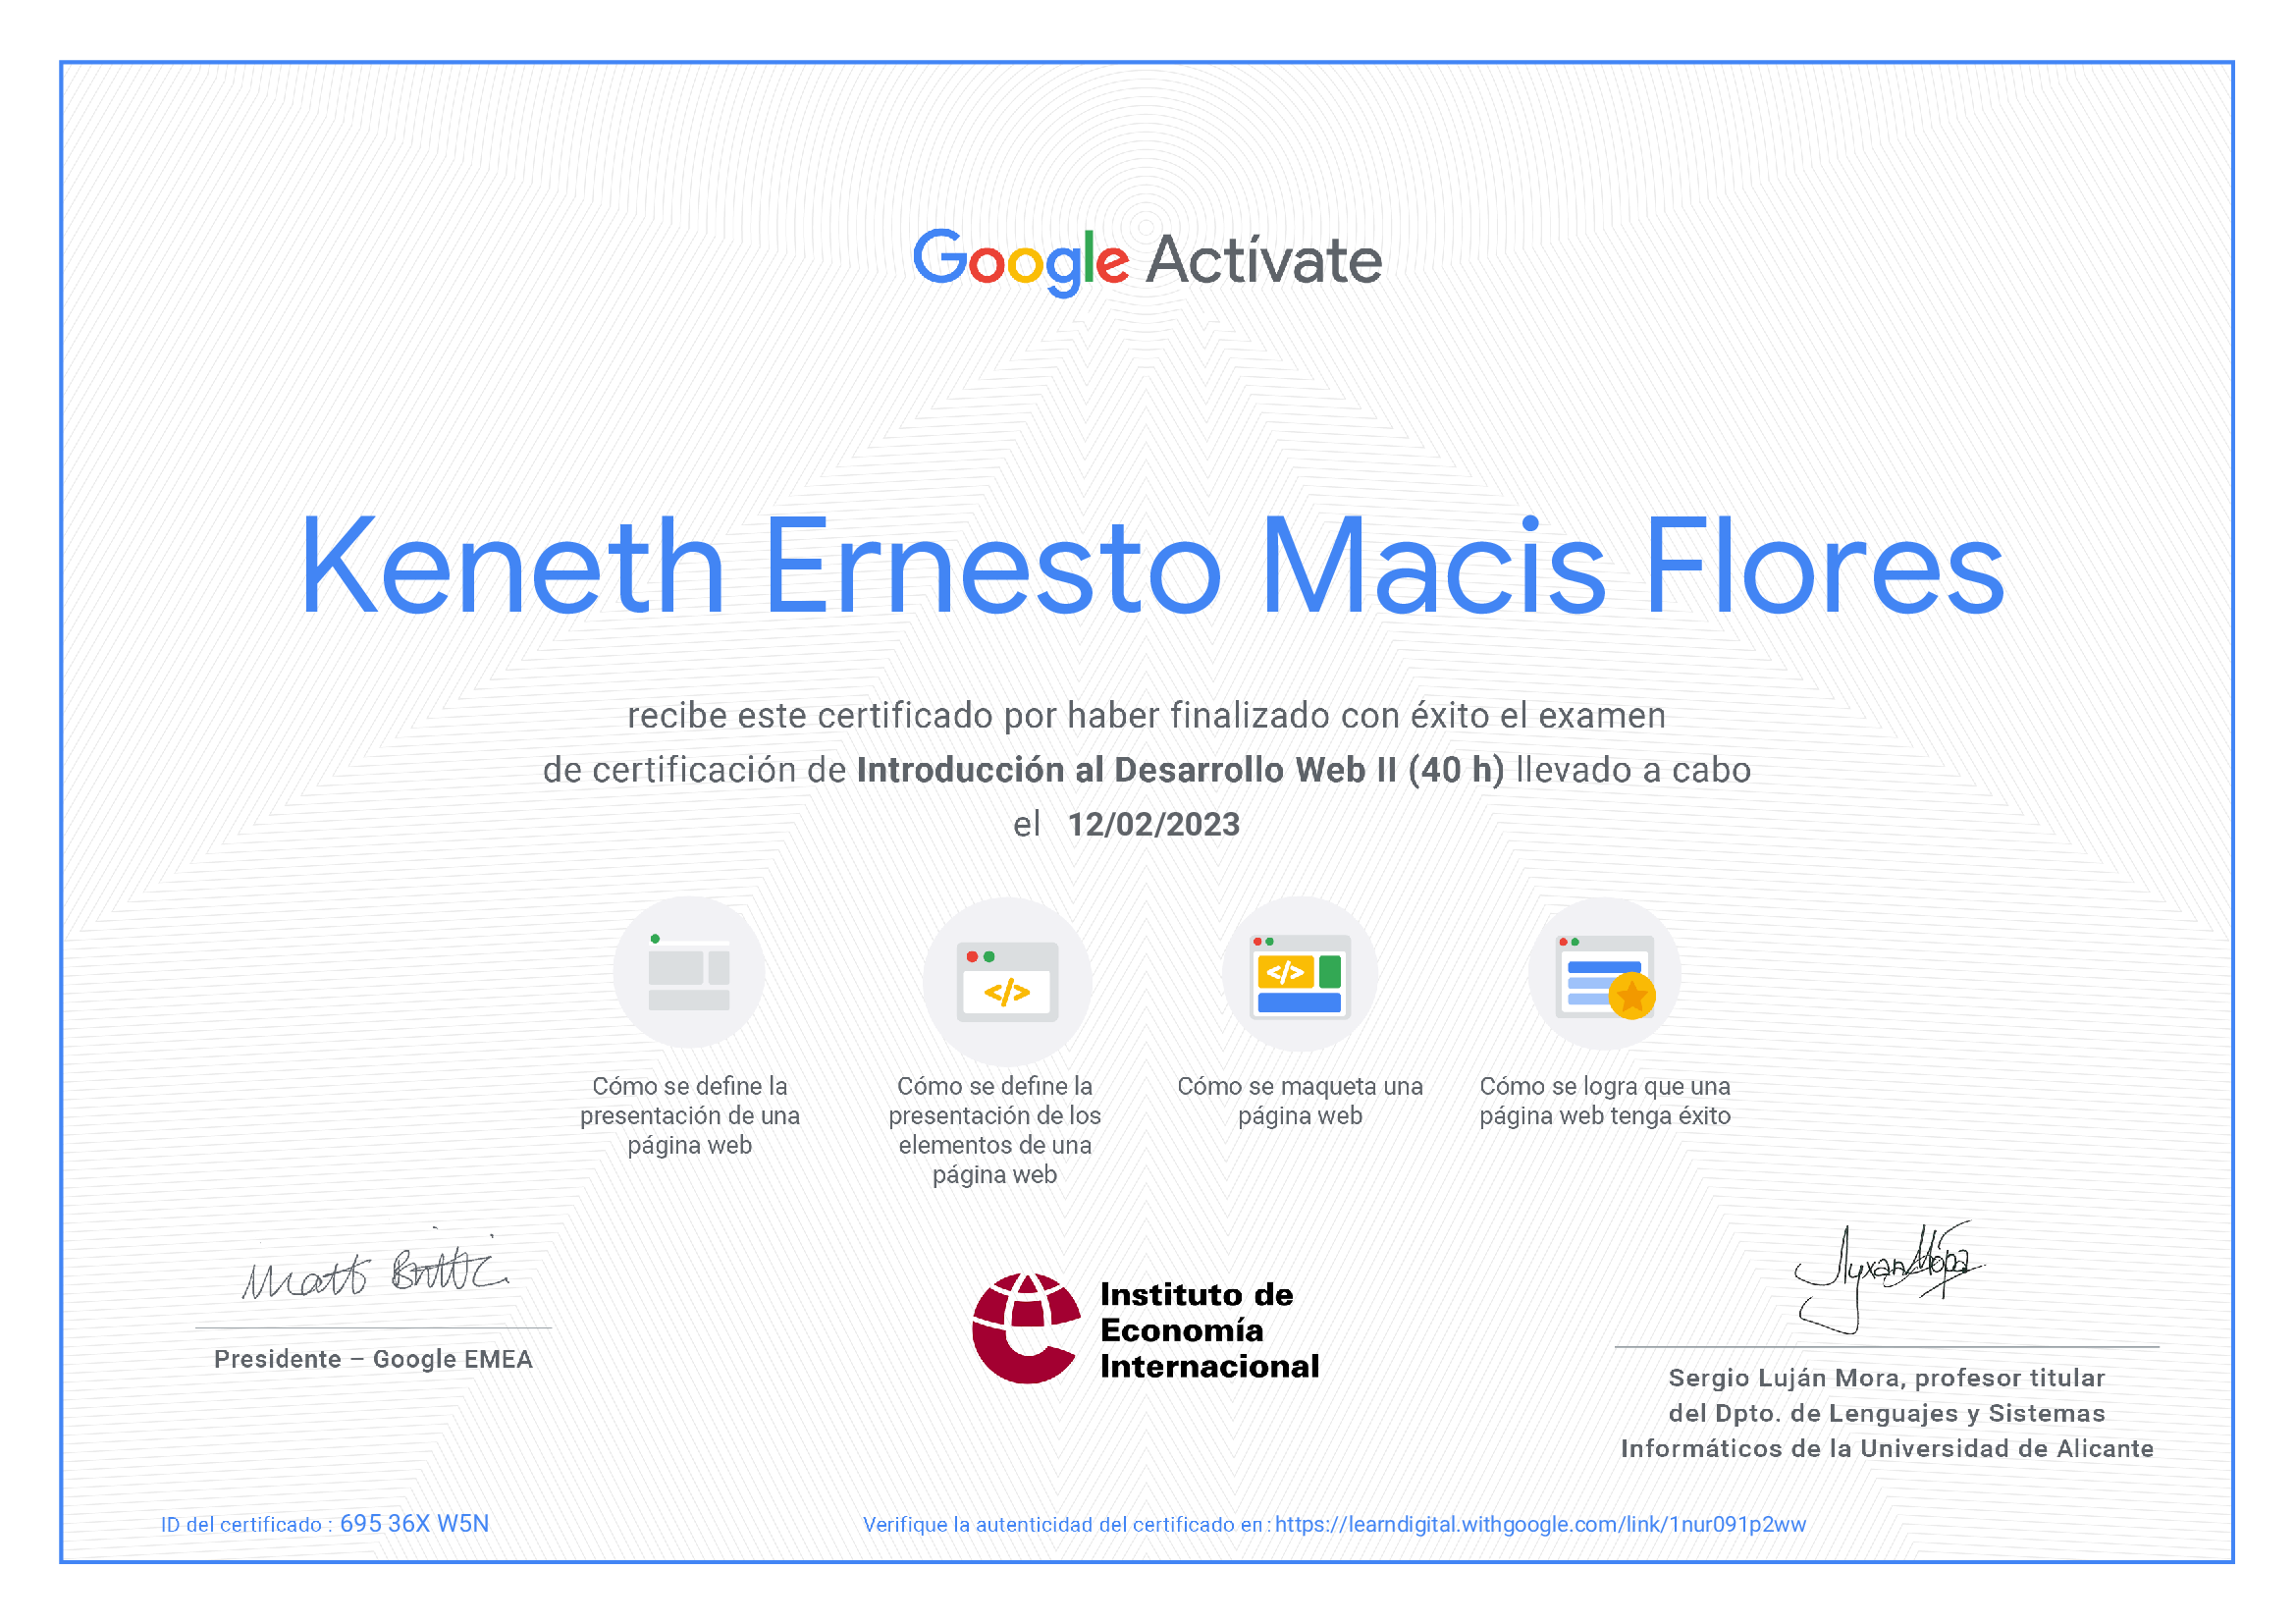 Google Actívate
Keneth Ernesto Macis Flores
recibe este certificado por haber finalizado con éxito el examen
de certificación de Introducción al Desarrollo Web II (40 h) llevado a cabo
el 12/02/2023
</>
</>
Cómo se define la
presentación de una
página web
Cómo se define la
presentación de los
elementos de una
página web
Cómo se maqueta una
página web
Cómo se logra que una
página web tenga éxito
Matt Brittin
Presidente – Google EMEA
Instituto de
Economía
Internacional
Sergio Luján Mora, profesor titular
del Dpto. de Lenguajes y Sistemas
Informáticos de la Universidad de Alicante
ID del certificado : 695 36X W5N
Verifique la autenticidad del certificado en : https://learndigital.withgoogle.com/link/1nur091p2ww